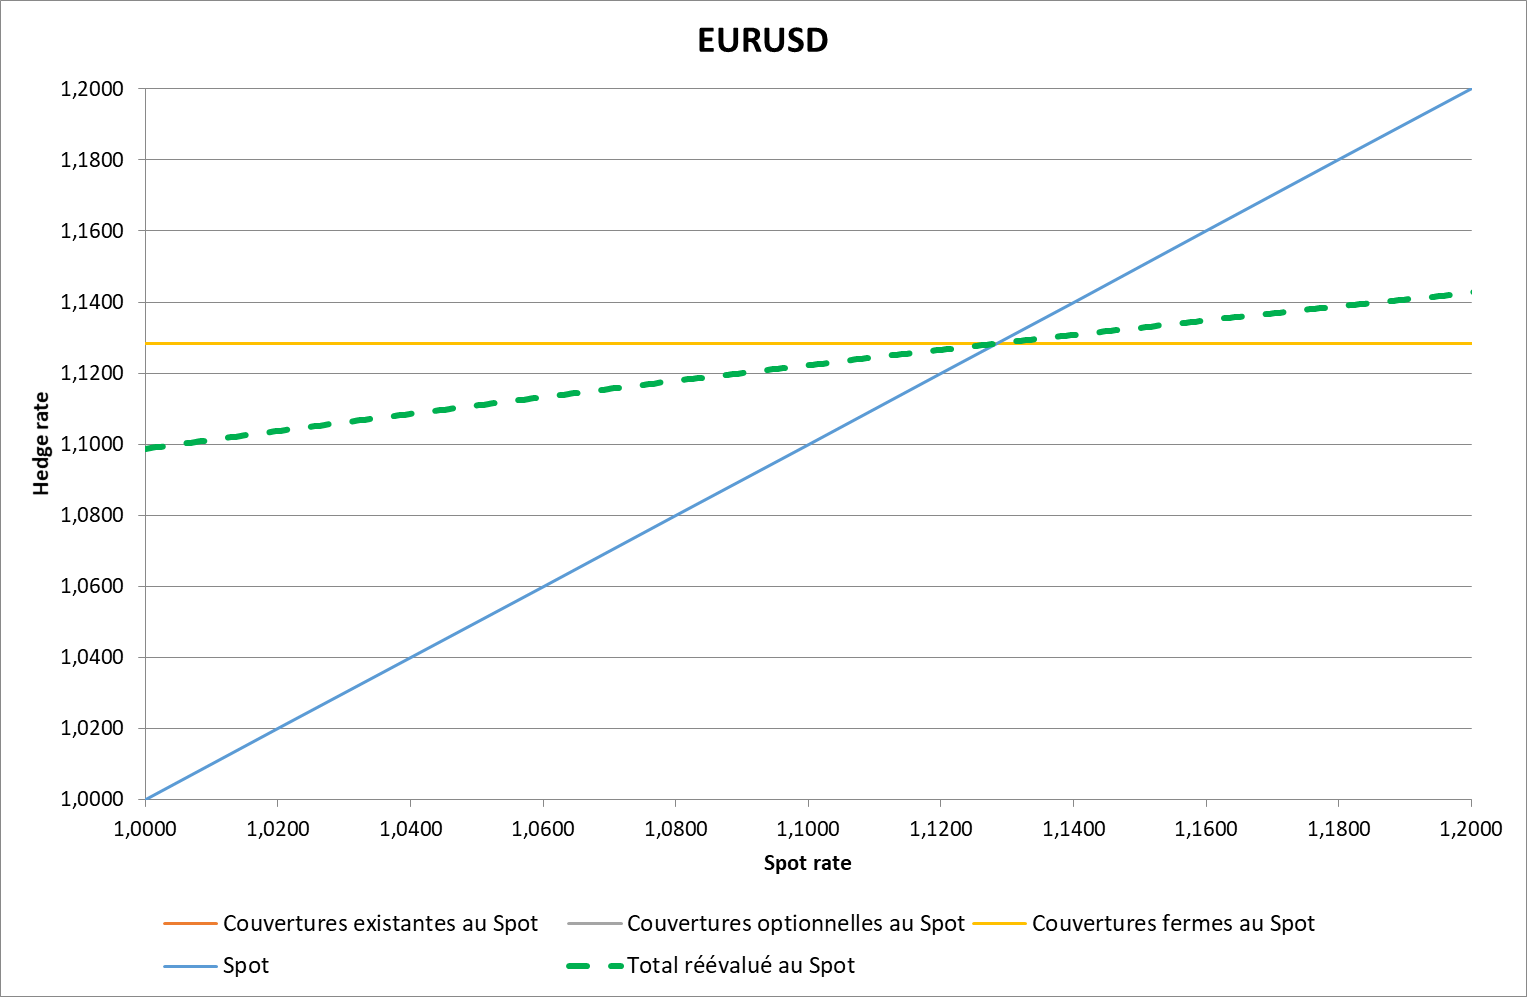 EURUSD
1,2000
1,1800
1,1600
1,1400
1,1200
1,1000
1,0800
1,0600
1,0400
1,0200
1,0000
Hedge rate
1,0000 1,0200 1,0400 1,0600 1,0800 1,1000 1,1200 1,1400 1,1600 1,1800 1,2000
Spot rate
Couvertures existantes au Spot Couvertures optionnelles au Spot Couvertures fermes au Spot
Spot Total réévalué au Spot